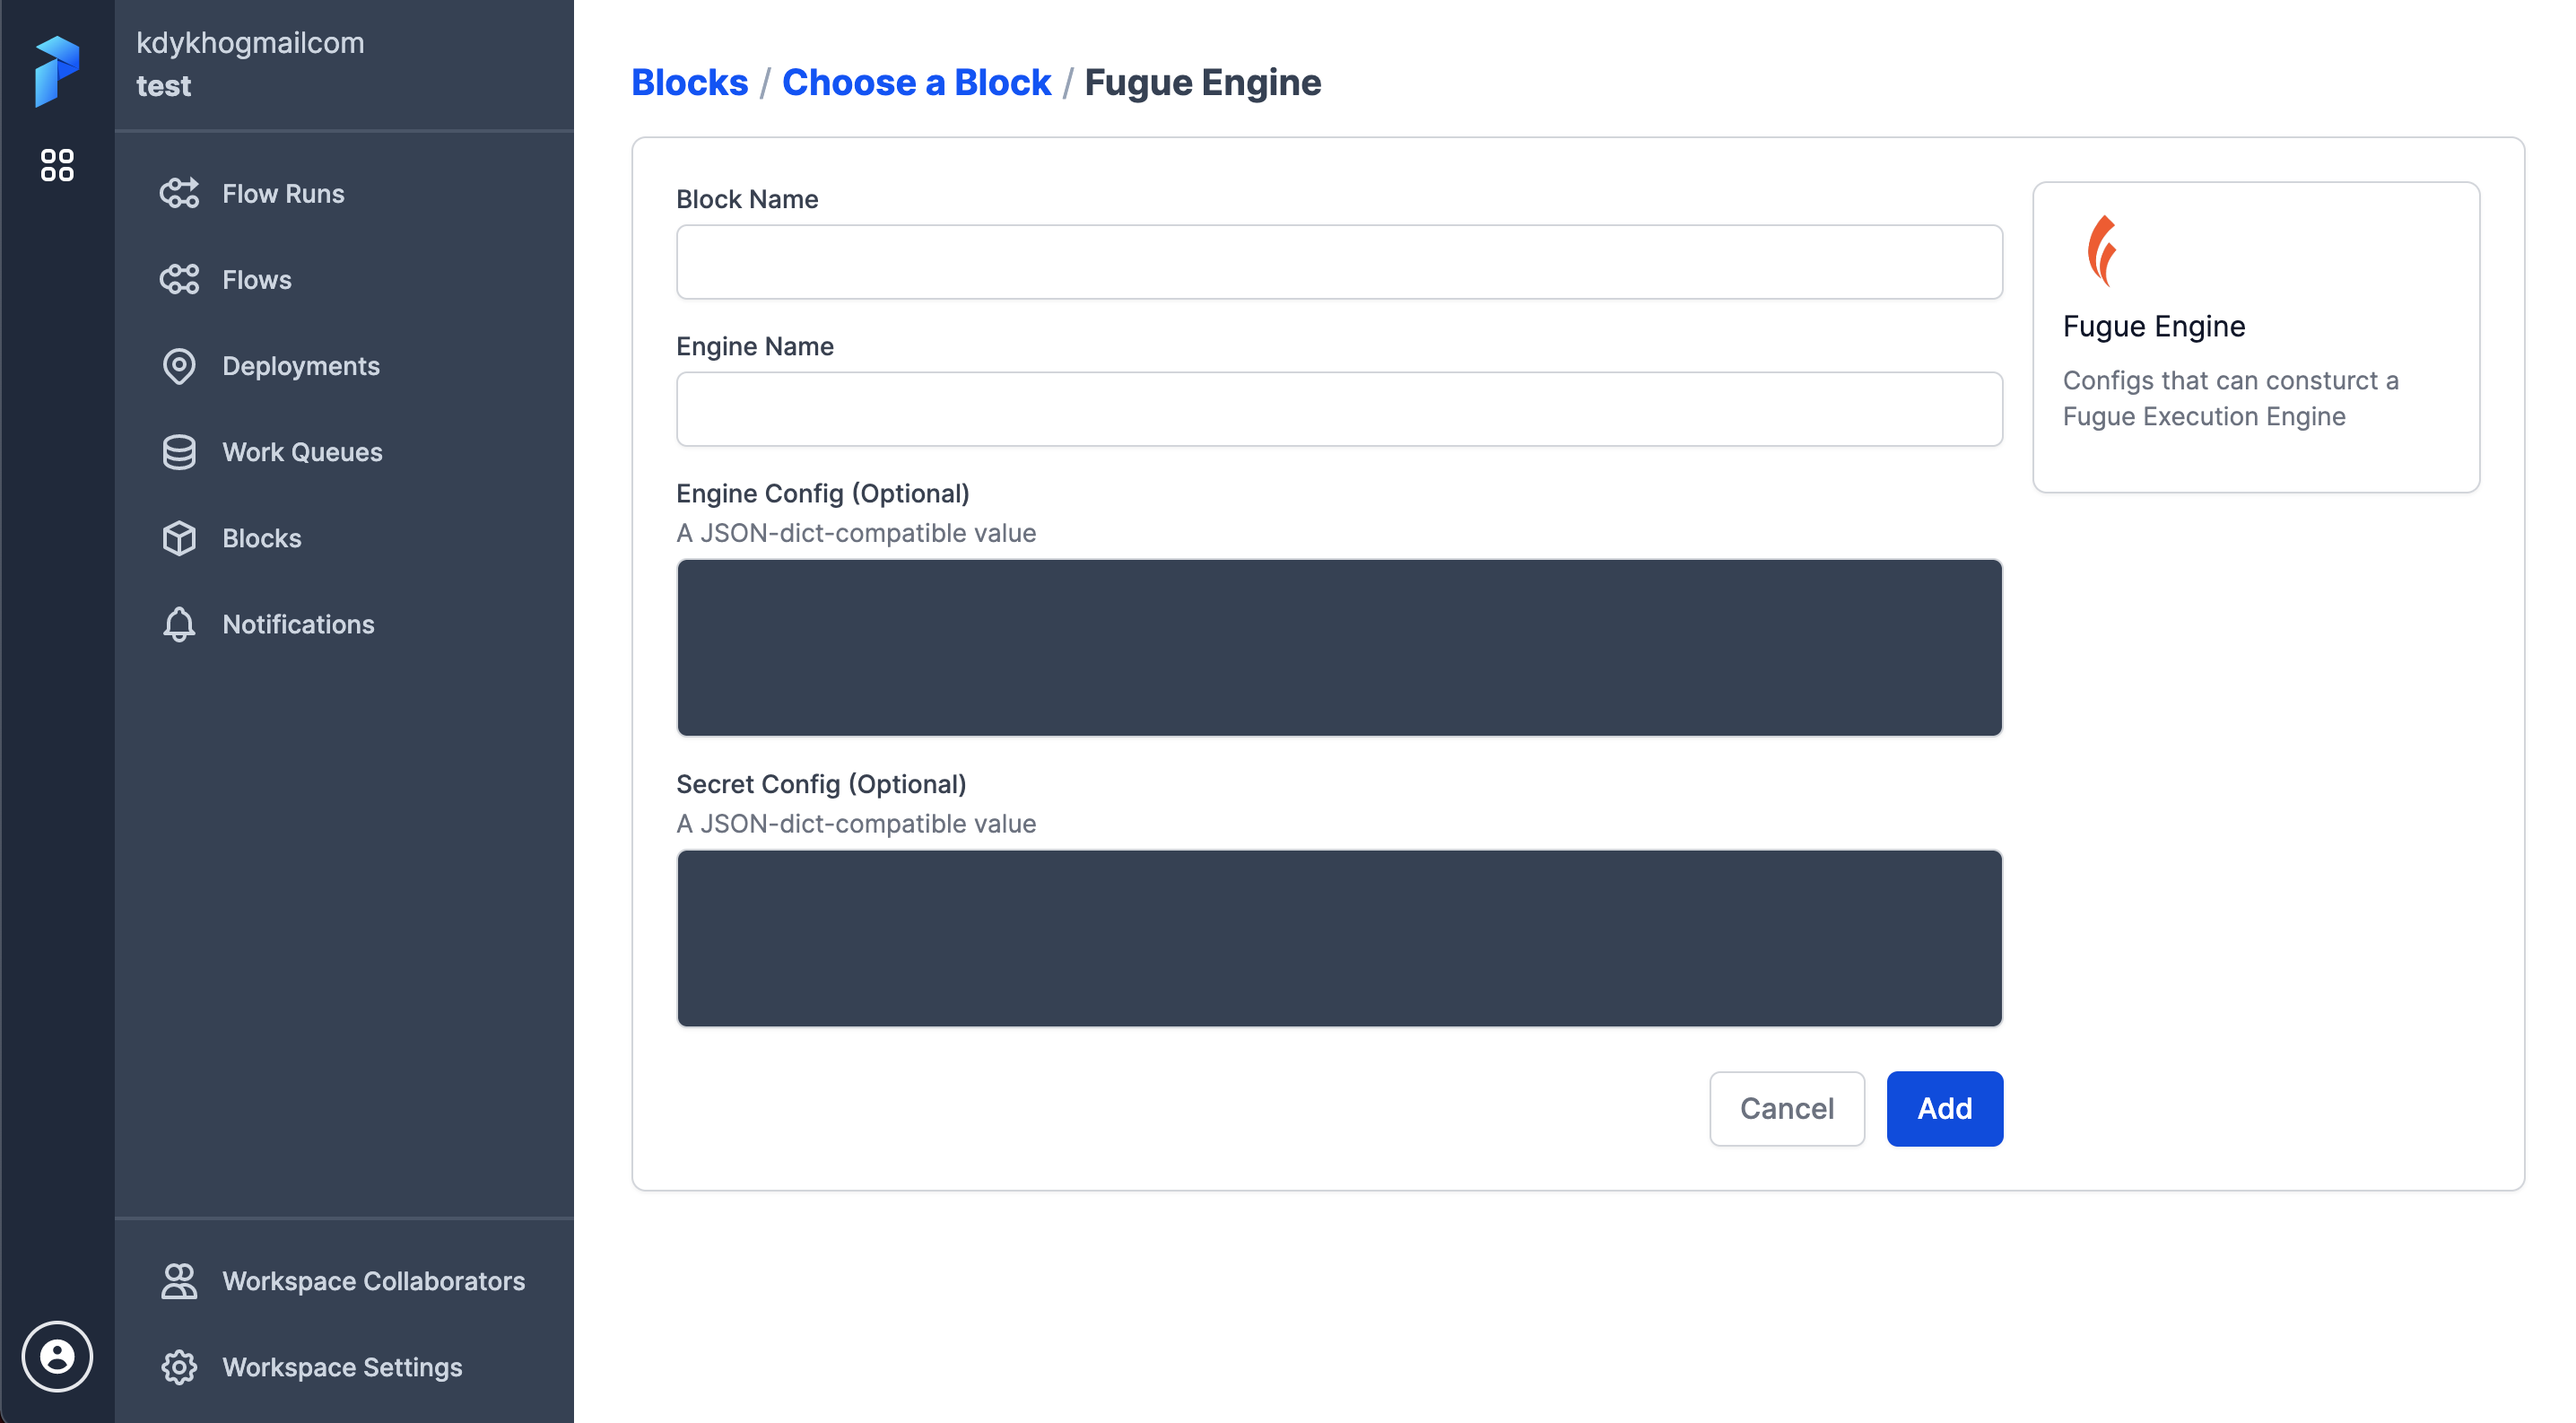 kdykhogmailcom
test
Flow Runs
Flows
Deployments
Work Queues
Blocks
Notifications
Workspace Collaborators
Workspace Settings
Blocks / Choose a Block / Fugue Engine
Block Name
Engine Name
Engine Config (Optional)
A JSON-dict-compatible value
Secret Config (Optional)
A JSON-dict-compatible value
Cancel
Add
Fugue Engine
Configs that can consturct a
Fugue Execution Engine